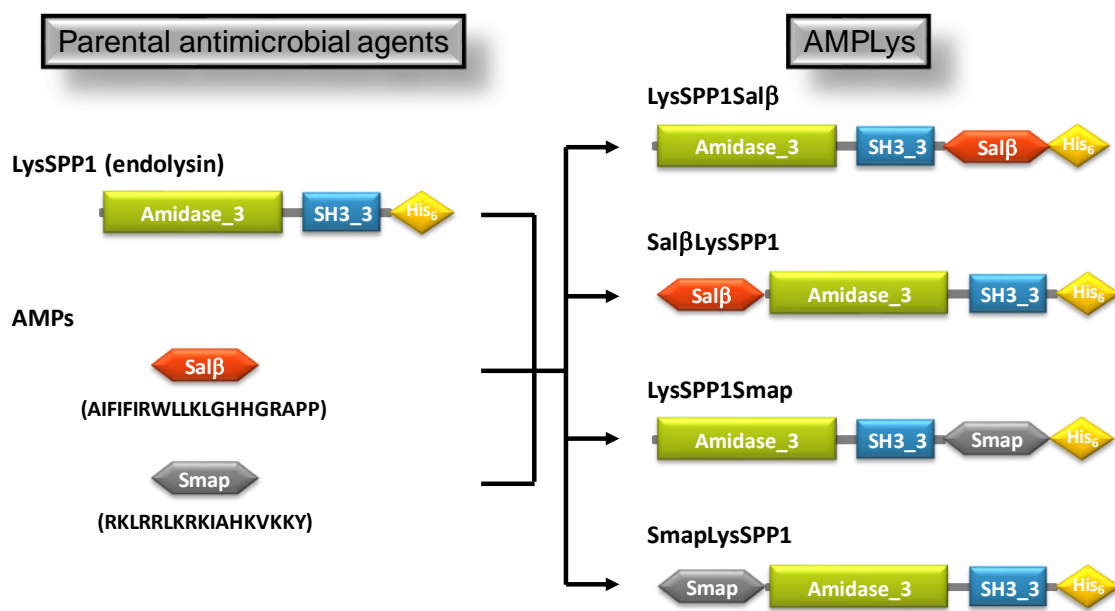 Parental antimicrobial agents
LysSPP1 (endolysin)
Amidase_3 SH3_3 His₆
AMPs
Salβ
(AIFIFIRWLLKLGHHGRAPP)
Smap
(RKLRRLKRKIAHKVKKY)
AMPLys
LysSPP1Salβ
Amidase_3 SH3_3 Salβ His₆
SalβLysSPP1
Salβ Amidase_3 SH3_3 His₆
LysSPP1Smap
Amidase_3 SH3_3 Smap His₆
SmapLysSPP1
Smap Amidase_3 SH3_3 His₆